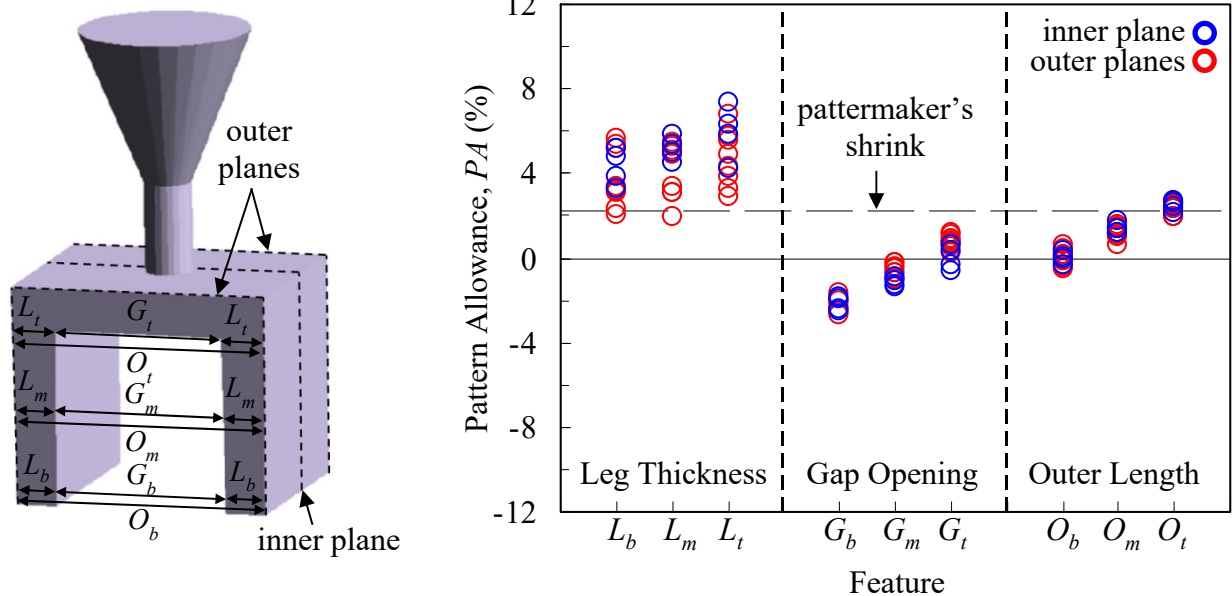 outer
planes
L_t
G_t
L_t
O_t
L_m
G_m
L_m
O_m
L_b
G_b
L_b
O_b
inner plane
12
8
4
0
-4
-8
-12
Pattern Allowance, PA (%)
inner plane
outer planes
pattermaker's
shrink
Leg Thickness
Gap Opening
Outer Length
L_b L_m L_t G_b G_m G_t O_b O_m O_t
Feature